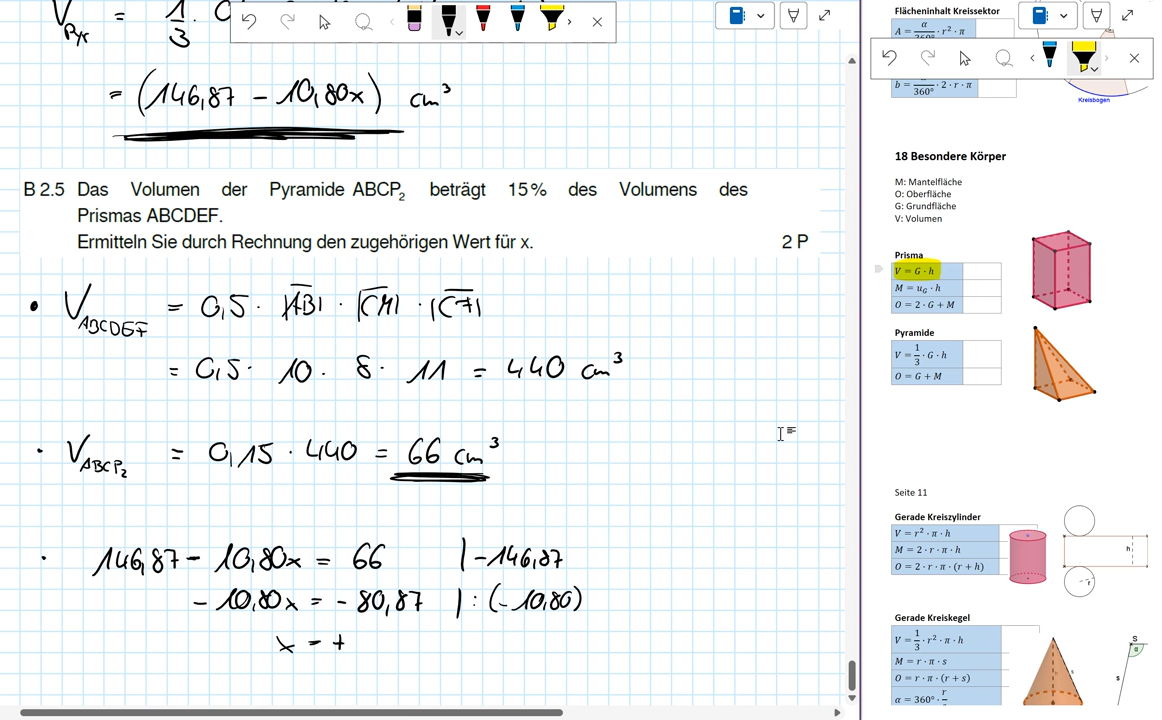 V_Pyr = 1/3 ·
= (146,87 - 10,80x) cm³
B 2.5 Das Volumen der Pyramide ABCP₂ beträgt 15% des Volumens des
Prismas ABCDEF.
Ermitteln Sie durch Rechnung den zugehörigen Wert für x. 2 P
• V_ABCDEF = 0,5 · |AB| · |CM| · |CF|
= 0,5 · 10 · 8 · 11 = 440 cm³
· V_ABCP₂ = 0,15 · 440 = 66 cm³
· 146,87 - 10,80x = 66 | - 146,87
- 10,80x = - 80,87 | : (-10,80)
x = +
Flächeninhalt Kreissektor
A = α/360° · r² · π
b = α/360° · 2 · r · π
Kreisbogen
18 Besondere Körper
M: Mantelfläche
O: Oberfläche
G: Grundfläche
V: Volumen
Prisma
V = G · h
M = u_G · h
O = 2 · G + M
Pyramide
V = 1/3 · G · h
O = G + M
Seite 11
Gerade Kreiszylinder
V = r² · π · h
M = 2 · r · π · h
O = 2 · r · π · (r + h)
h
r
Gerade Kreiskegel
V = 1/3 · r² · π · h
M = r · π · s
O = r · π · (r + s)
α = 360° · r
S
α
s